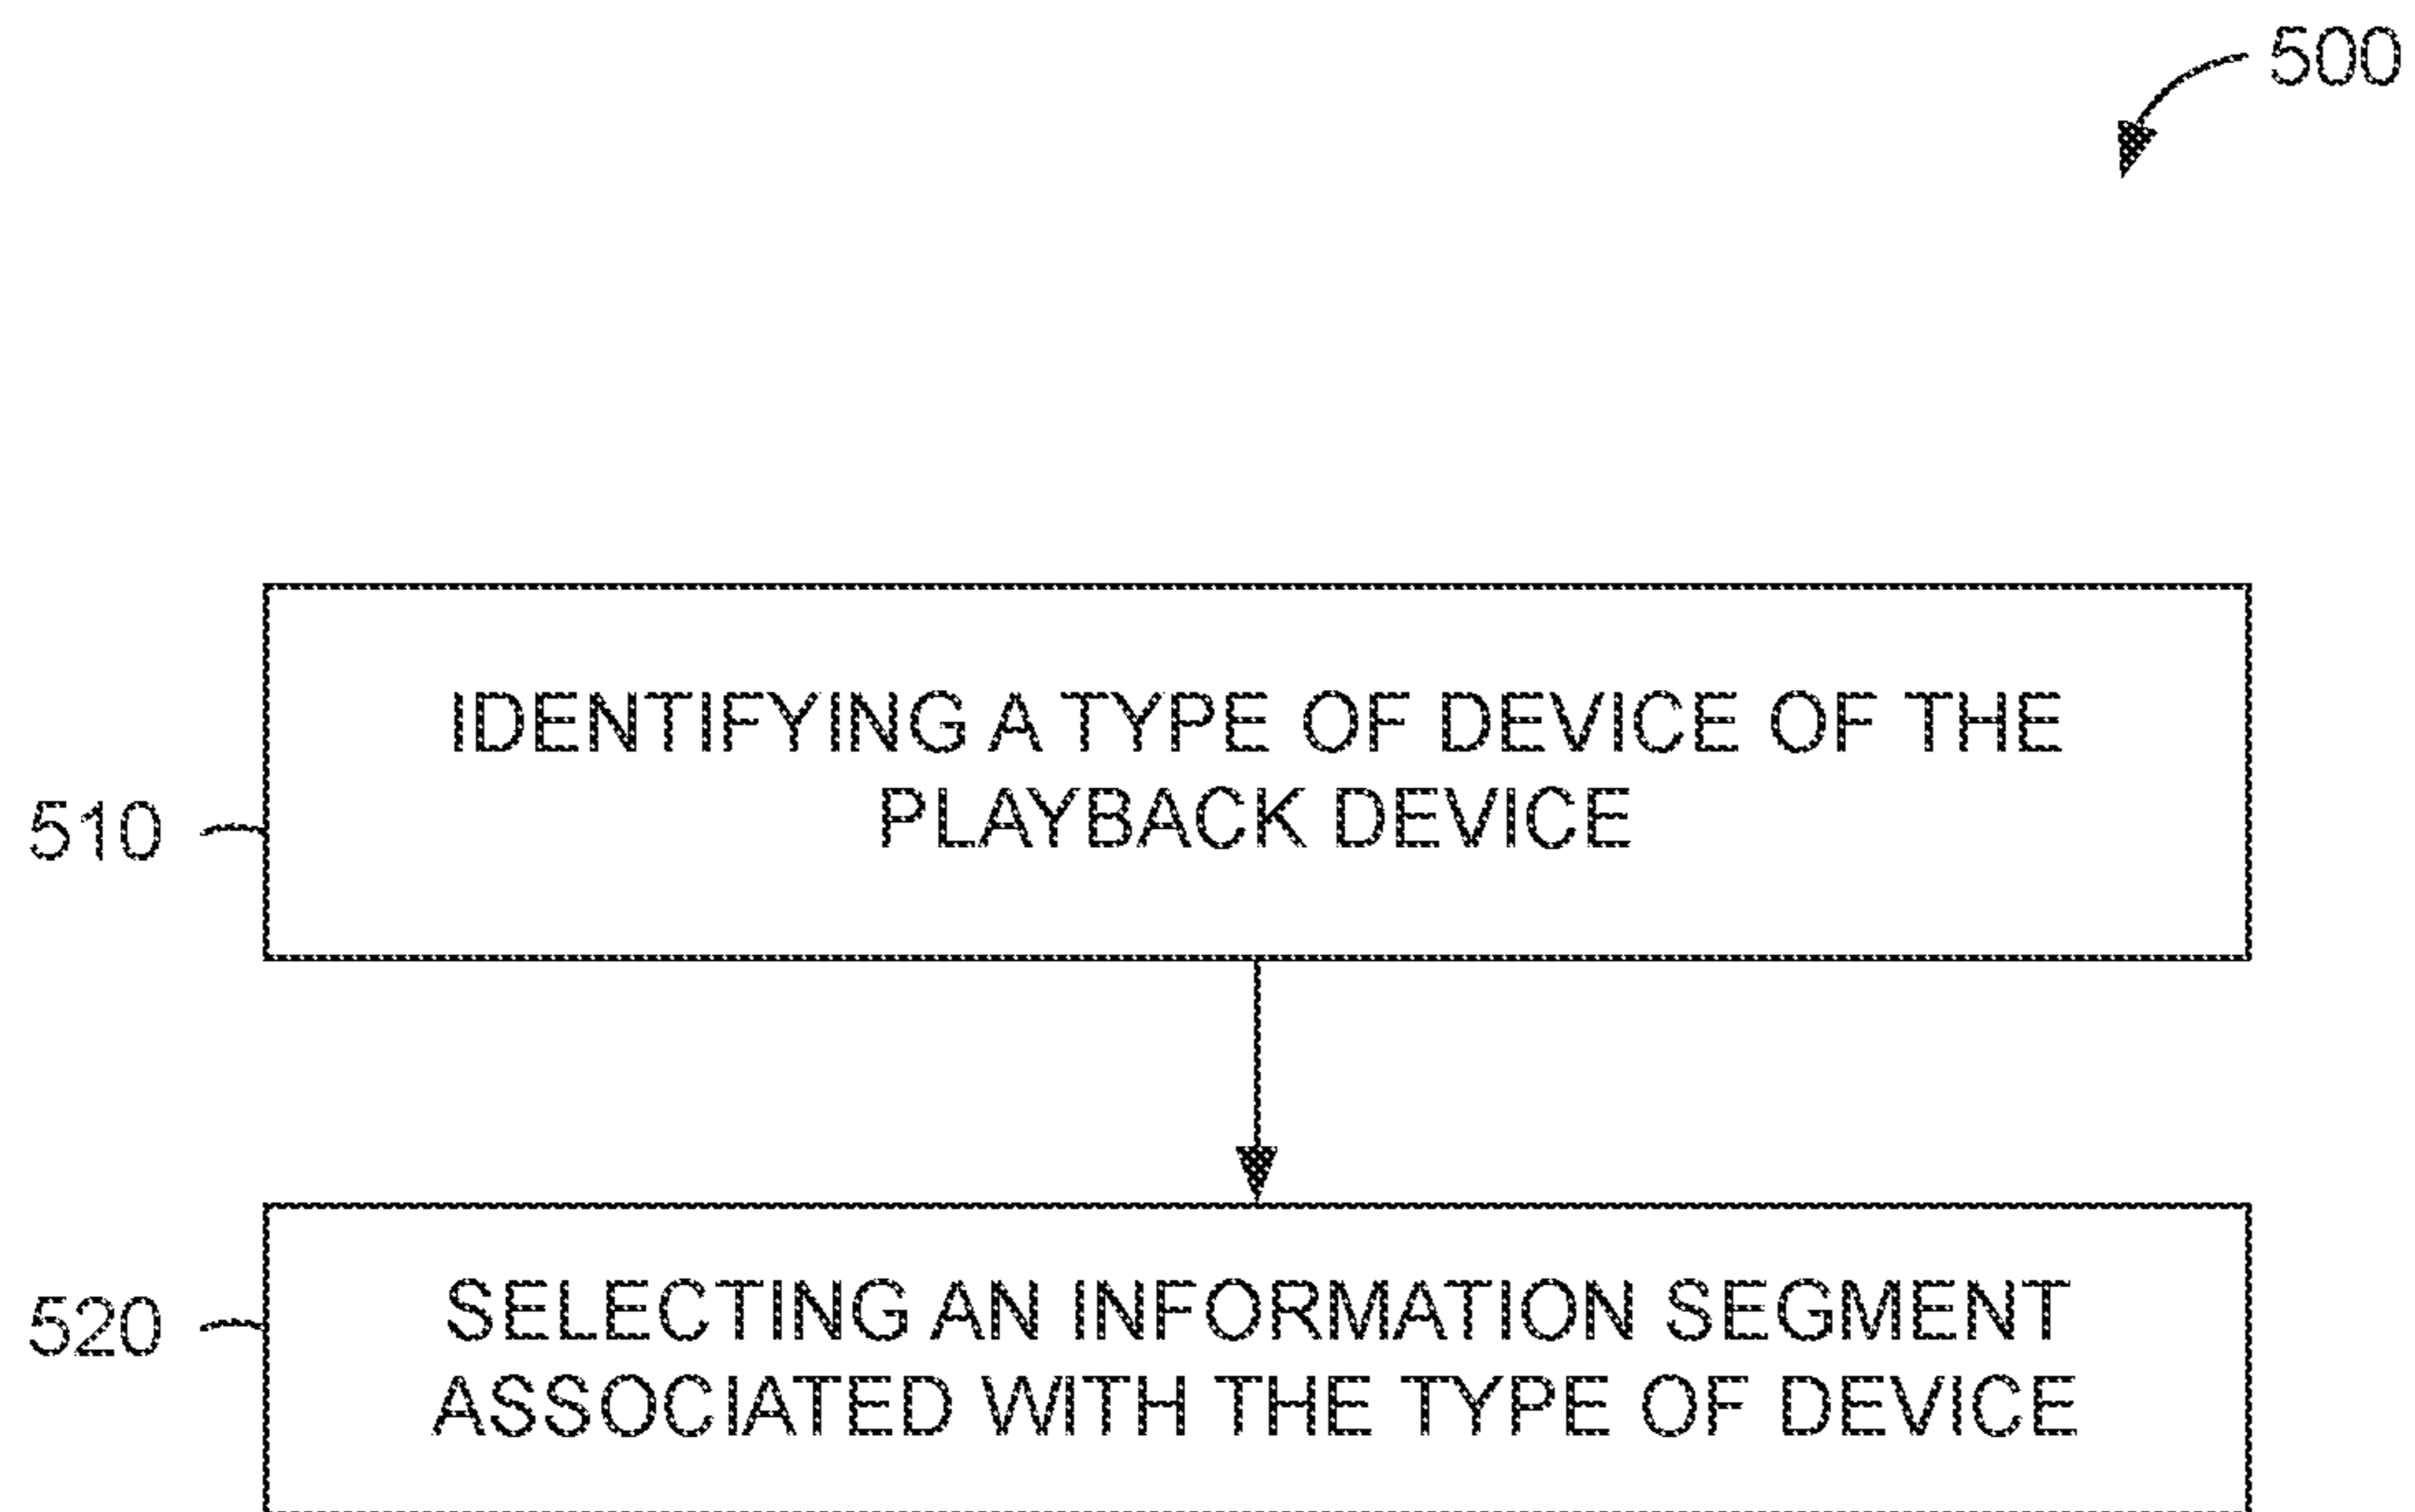 500
IDENTIFYING A TYPE OF DEVICE OF THE
PLAYBACK DEVICE
510
520
SELECTING AN INFORMATION SEGMENT
ASSOCIATED WITH THE TYPE OF DEVICE